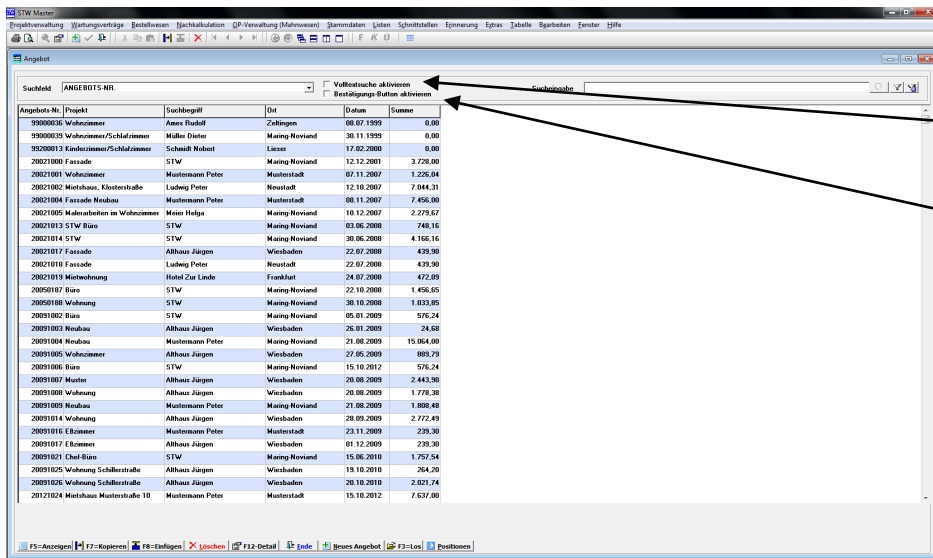 STW Master
Projektverwaltung Wartungsverträge Bestellwesen Nachkalkulation OP-Verwaltung (Mahnwesen) Stammdaten Listen Schnittstellen Erinnerung Extras Tabelle Bearbeiten Fenster Hilfe
Angebot
Suchfeld ANGEBOTS-NR. Volltextsuche aktivieren Sucheingabe
Bestätigungs-Button aktivieren
Angebots-Nr. Projekt Suchbegriff Ort Datum Summe
99000036 Wohnzimmer Ames Rudolf Zeltingen 08.07.1999 0,00
99000039 Wohnzimmer/Schlafzimmer Müller Dieter Maring-Noviand 30.11.1999 0,00
99200013 Kinderzimmer/Schlafzimmer Schmidt Nobert Lieser 17.02.2000 0,00
20021000 Fassade STW Maring-Noviand 12.12.2001 3.728,00
20021001 Wohnzimmer Mustermann Peter Musterstadt 07.11.2007 1.226,04
20021002 Mietshaus, Klosterstraße Ludwig Peter Neustadt 12.10.2007 7.044,31
20021004 Fassade Neubau Mustermann Peter Musterstadt 08.11.2007 7.456,00
20021005 Malerarbeiten im Wohnzimmer Meier Helga Maring-Noviand 10.12.2007 2.279,67
20021013 STW Büro STW Maring-Noviand 03.06.2008 748,16
20021014 STW STW Maring-Noviand 30.06.2008 4.166,16
20021017 Fassade Althaus Jürgen Wiesbaden 22.07.2008 439,90
20021018 Fassade Ludwig Peter Neustadt 22.07.2008 439,90
20021019 Mietwohnung Hotel Zur Linde Frankfurt 24.07.2008 472,09
20050187 Büro STW Maring-Noviand 22.10.2008 1.456,65
20050188 Wohnung STW Maring-Noviand 30.10.2008 1.033,85
20091002 Büro STW Maring-Noviand 05.01.2009 576,24
20091003 Neubau Althaus Jürgen Wiesbaden 26.01.2009 24,68
20091004 Neubau Mustermann Peter Maring-Noviand 21.08.2009 15.064,00
20091005 Wohnzimmer Althaus Jürgen Wiesbaden 27.05.2009 889,79
20091006 Büro STW Maring-Noviand 15.10.2012 576,24
20091007 Muster Althaus Jürgen Wiesbaden 20.08.2009 2.443,90
20091008 Wohnung Althaus Jürgen Wiesbaden 20.08.2009 1.778,38
20091009 Neubau Mustermann Peter Maring-Noviand 21.08.2009 1.808,48
20091014 Wohnung Althaus Jürgen Wiesbaden 28.09.2009 2.772,49
20091016 Eßzimmer Mustermann Peter Musterstadt 23.11.2009 239,30
20091017 Eßzimmer Althaus Jürgen Wiesbaden 01.12.2009 239,30
20091021 Chef-Büro STW Maring-Noviand 15.06.2010 1.757,54
20091025 Wohnung Schillerstraße Althaus Jürgen Wiesbaden 19.10.2010 264,20
20091026 Wohnung Schillerstraße Althaus Jürgen Wiesbaden 20.10.2010 2.021,74
20121024 Mietshaus Musterstraße 10 Mustermann Peter Musterstadt 15.10.2012 7.637,00
F5=Anzeigen F7=Kopieren F8=Einfügen Löschen F12-Detail Ende Neues Angebot F3=Los Positionen